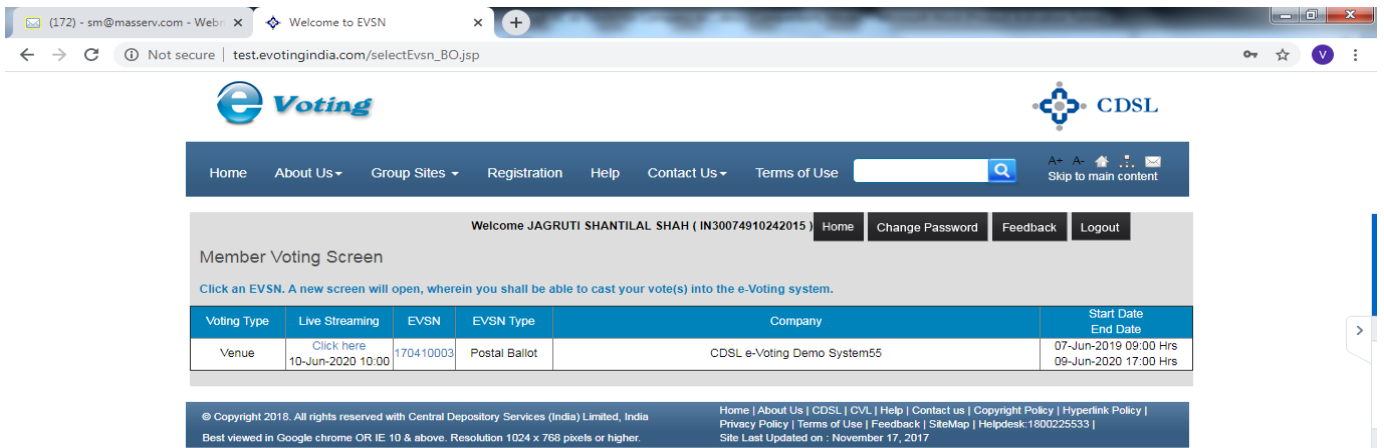 (172) - sm@masserv.com - Webn
Welcome to EVSN
Not secure | test.evotingindia.com/selectEvsn_BO.jsp
V
e Voting
CDSL
Home About Us Group Sites Registration Help Contact Us Terms of Use
A+ A-
Skip to main content
Welcome JAGRUTI SHANTILAL SHAH ( IN30074910242015 ) Home Change Password Feedback Logout
Member Voting Screen
Click an EVSN. A new screen will open, wherein you shall be able to cast your vote(s) into the e-Voting system.
Voting Type Live Streaming EVSN EVSN Type Company Start Date
End Date
Venue Click here
10-Jun-2020 10:00 170410003 Postal Ballot CDSL e-Voting Demo System55 07-Jun-2019 09:00 Hrs
09-Jun-2020 17:00 Hrs
© Copyright 2018. All rights reserved with Central Depository Services (India) Limited, India
Best viewed in Google chrome OR IE 10 & above. Resolution 1024 x 768 pixels or higher.
Home | About Us | CDSL | CVL | Help | Contact us | Copyright Policy | Hyperlink Policy |
Privacy Policy | Terms of Use | Feedback | SiteMap | Helpdesk:1800225533 |
Site Last Updated on : November 17, 2017